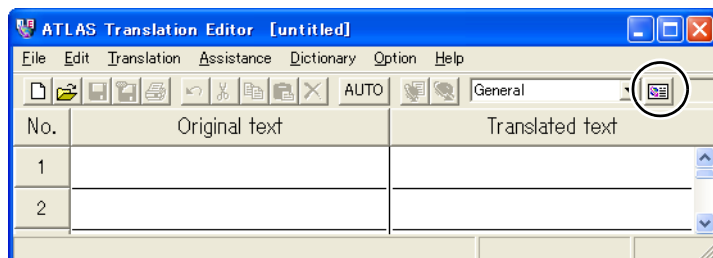 ATLAS Translation Editor [untitled]
File Edit Translation Assistance Dictionary Option Help
AUTO General
No. Original text Translated text
1
2